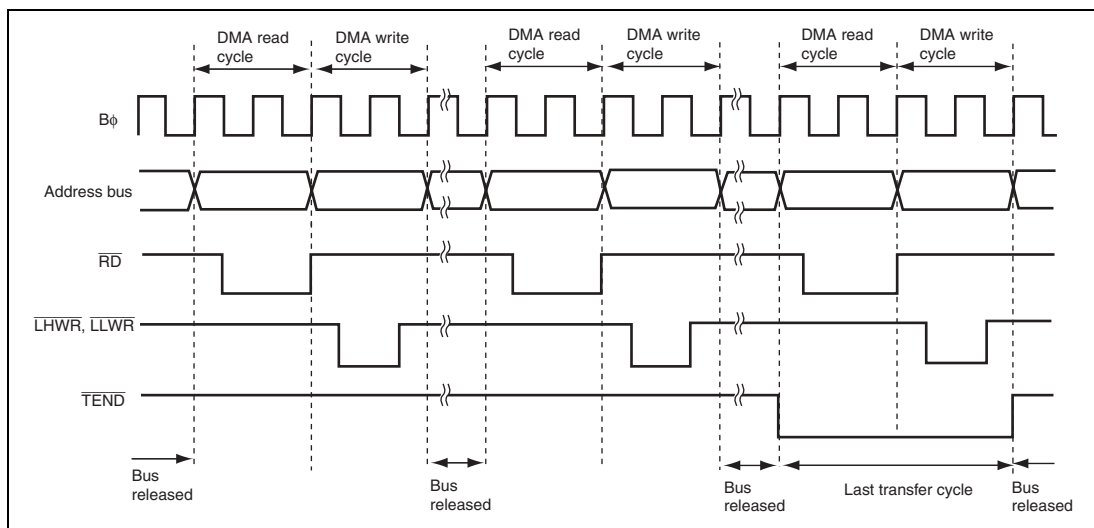 DMA read cycle
DMA write cycle
DMA read cycle
DMA write cycle
DMA read cycle
DMA write cycle
Bφ
Address bus
RD
LHWR, LLWR
TEND
Bus released
Bus released
Bus released
Last transfer cycle
Bus released